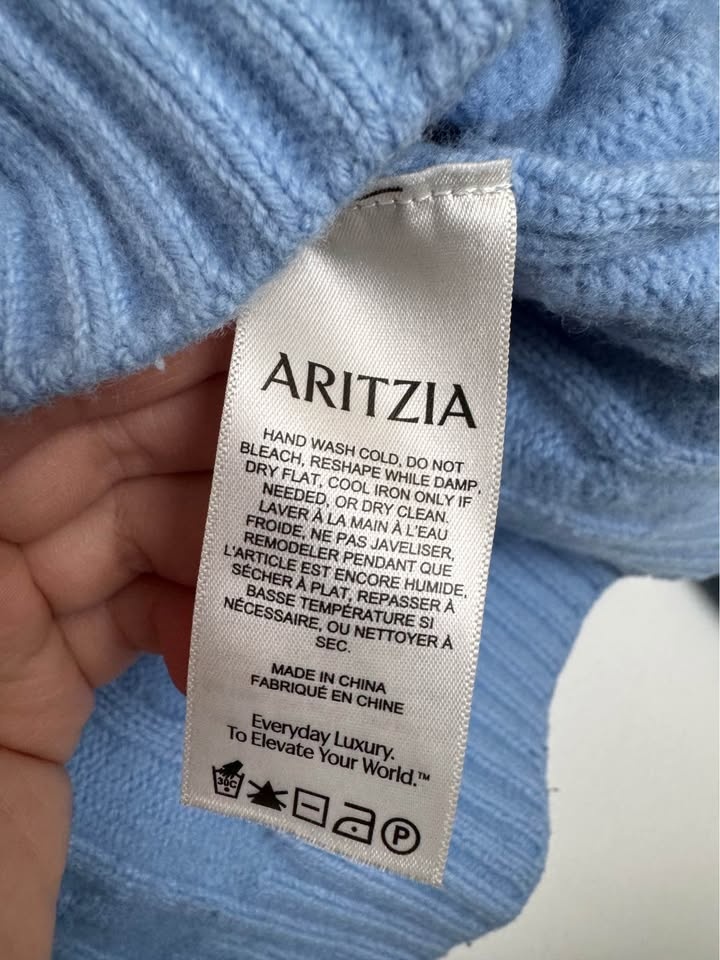 ARITZIA
HAND WASH COLD, DO NOT
BLEACH, RESHAPE WHILE DAMP,
DRY FLAT, COOL IRON ONLY IF
NEEDED, OR DRY CLEAN.
LAVER À LA MAIN À L'EAU
FROIDE, NE PAS JAVELISER,
REMODELER PENDANT QUE
L'ARTICLE EST ENCORE HUMIDE,
SÉCHER À PLAT, REPASSER À
BASSE TEMPÉRATURE SI
NÉCESSAIRE, OU NETTOYER À
SEC.
MADE IN CHINA
FABRIQUÉ EN CHINE
Everyday Luxury.
To Elevate Your World.™
30C P